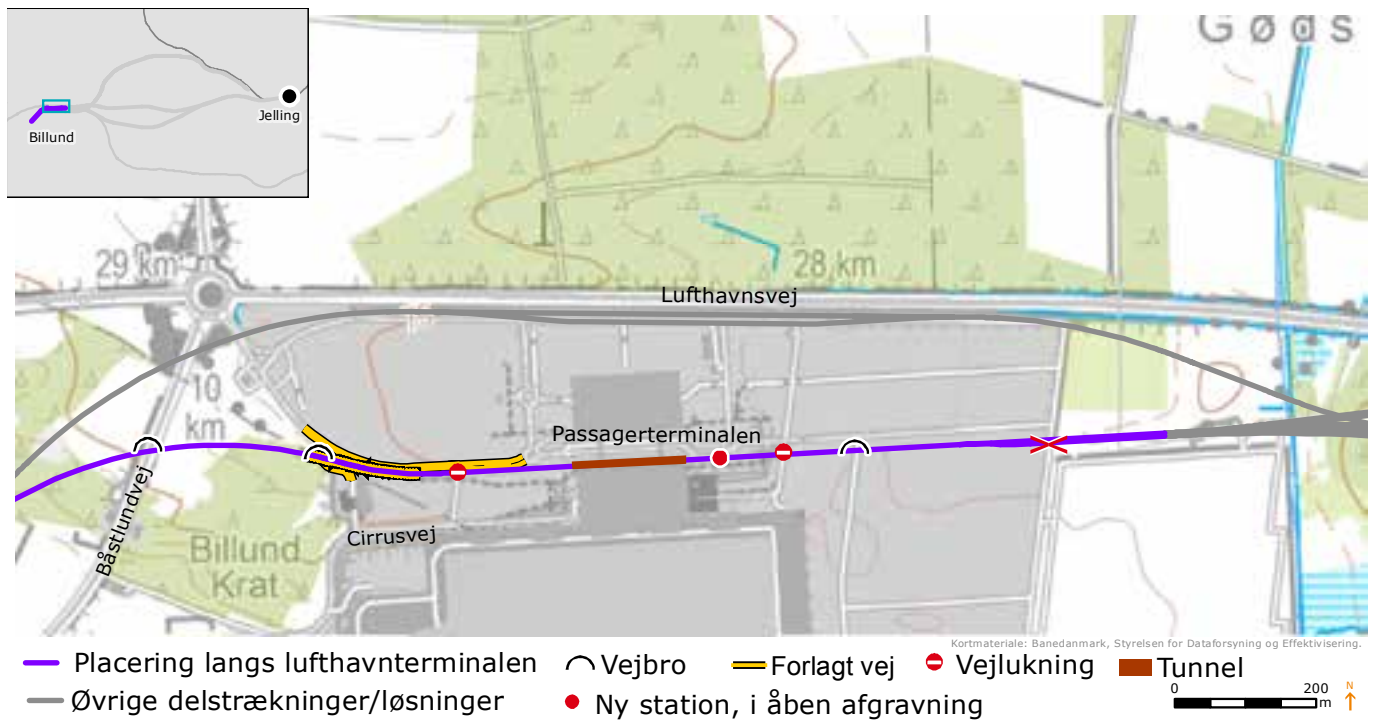 Gøds
Jelling
Billund
29 km
28 km
Lufthavnsvej
10
km
Passagerterminalen
Båstlundvej
Cirrusvej
Billund
Krat
Kortmateriale: Banedanmark, Styrelsen for Dataforsyning og Effektivisering.
Placering langs lufthavnterminalen
Vejbro
Forlagt vej
Vejlukning
Tunnel
Øvrige delstrækninger/løsninger
Ny station, i åben afgravning
0
200
m
N